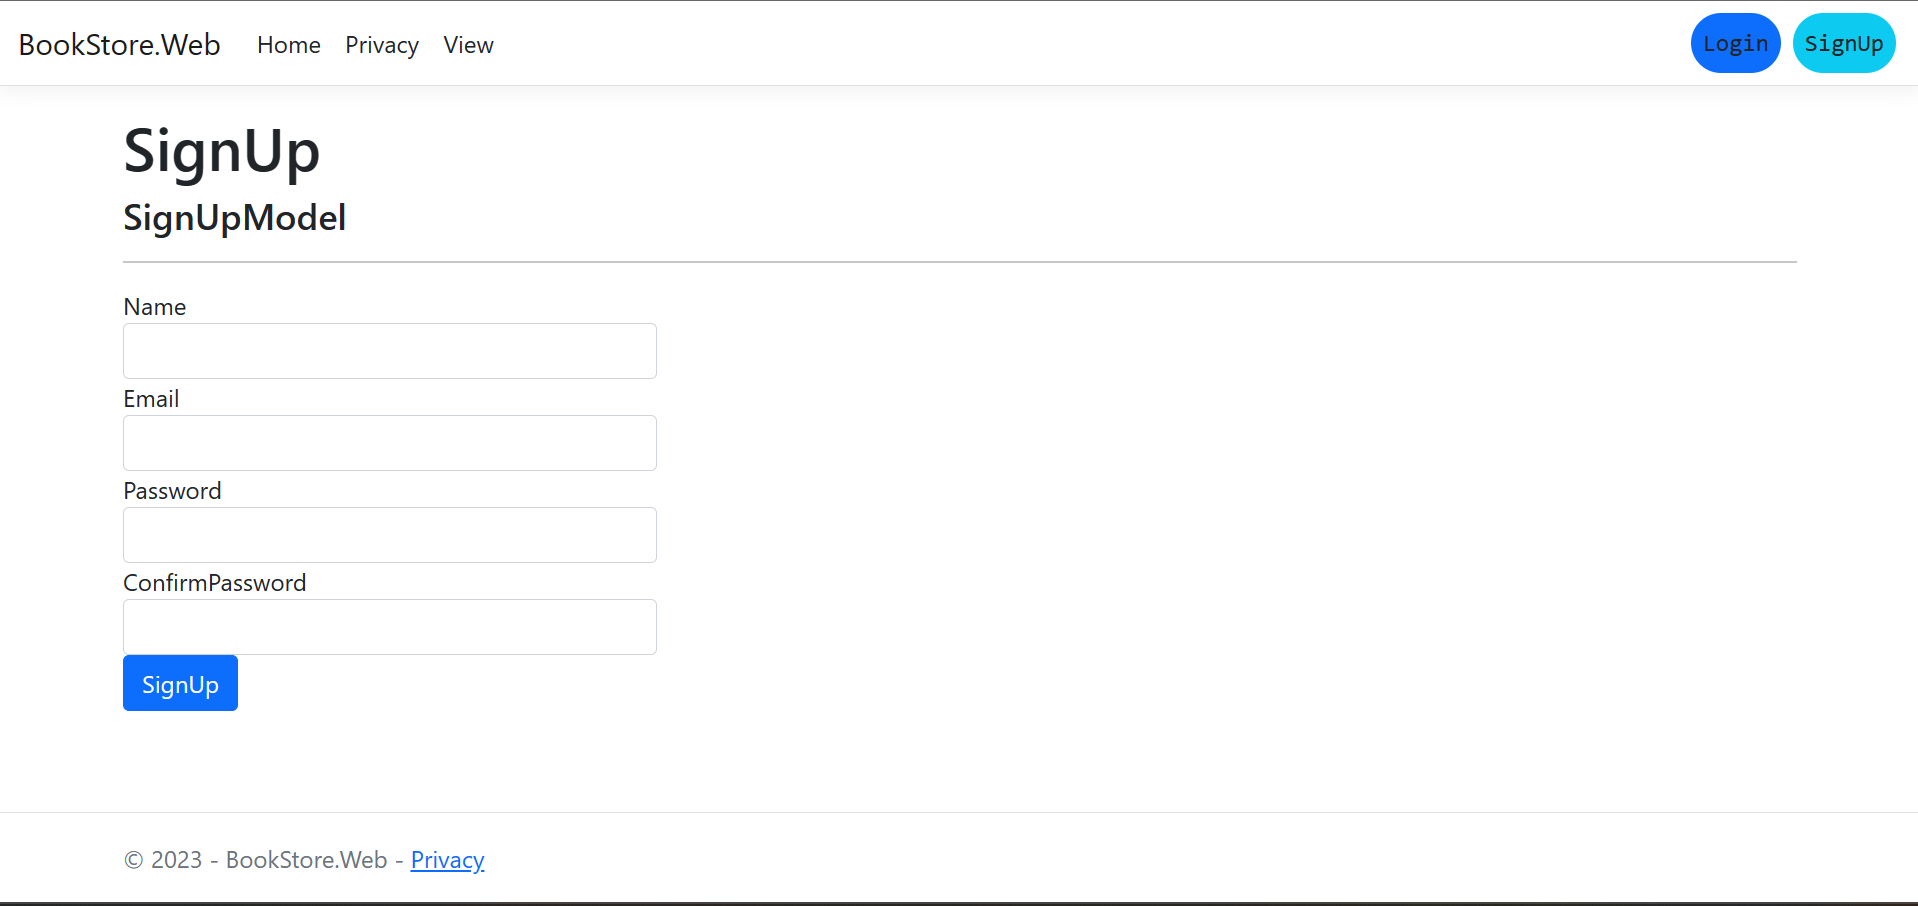 BookStore.Web Home Privacy View Login SignUp
SignUp
SignUpModel
Name
Email
Password
ConfirmPassword
SignUp
© 2023 - BookStore.Web - Privacy